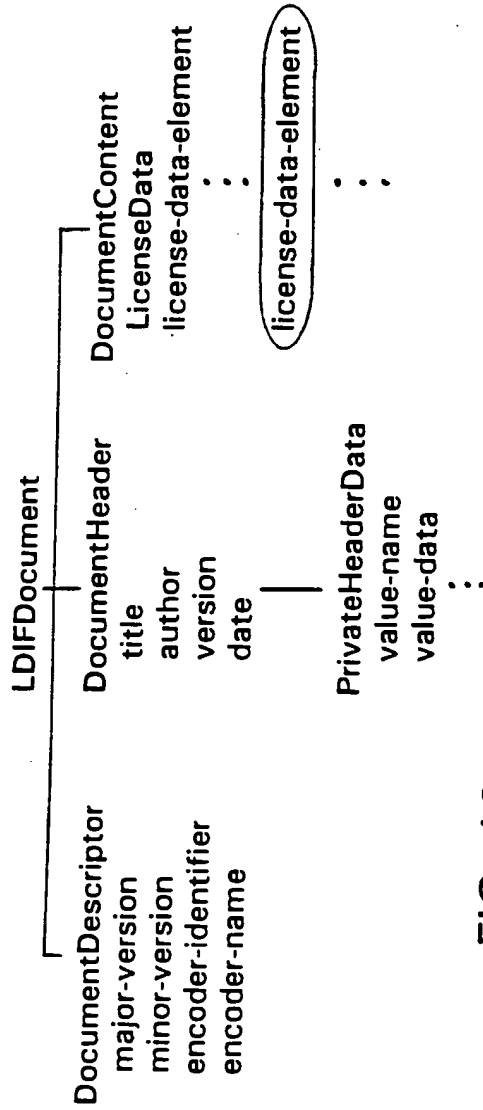 LDIFDocument
DocumentDescriptor
major-version
minor-version
encoder-identifier
encoder-name
DocumentHeader
title
author
version
date
PrivateHeaderData
value-name
value-data
DocumentContent
LicenseData
license-data-element
license-data-element